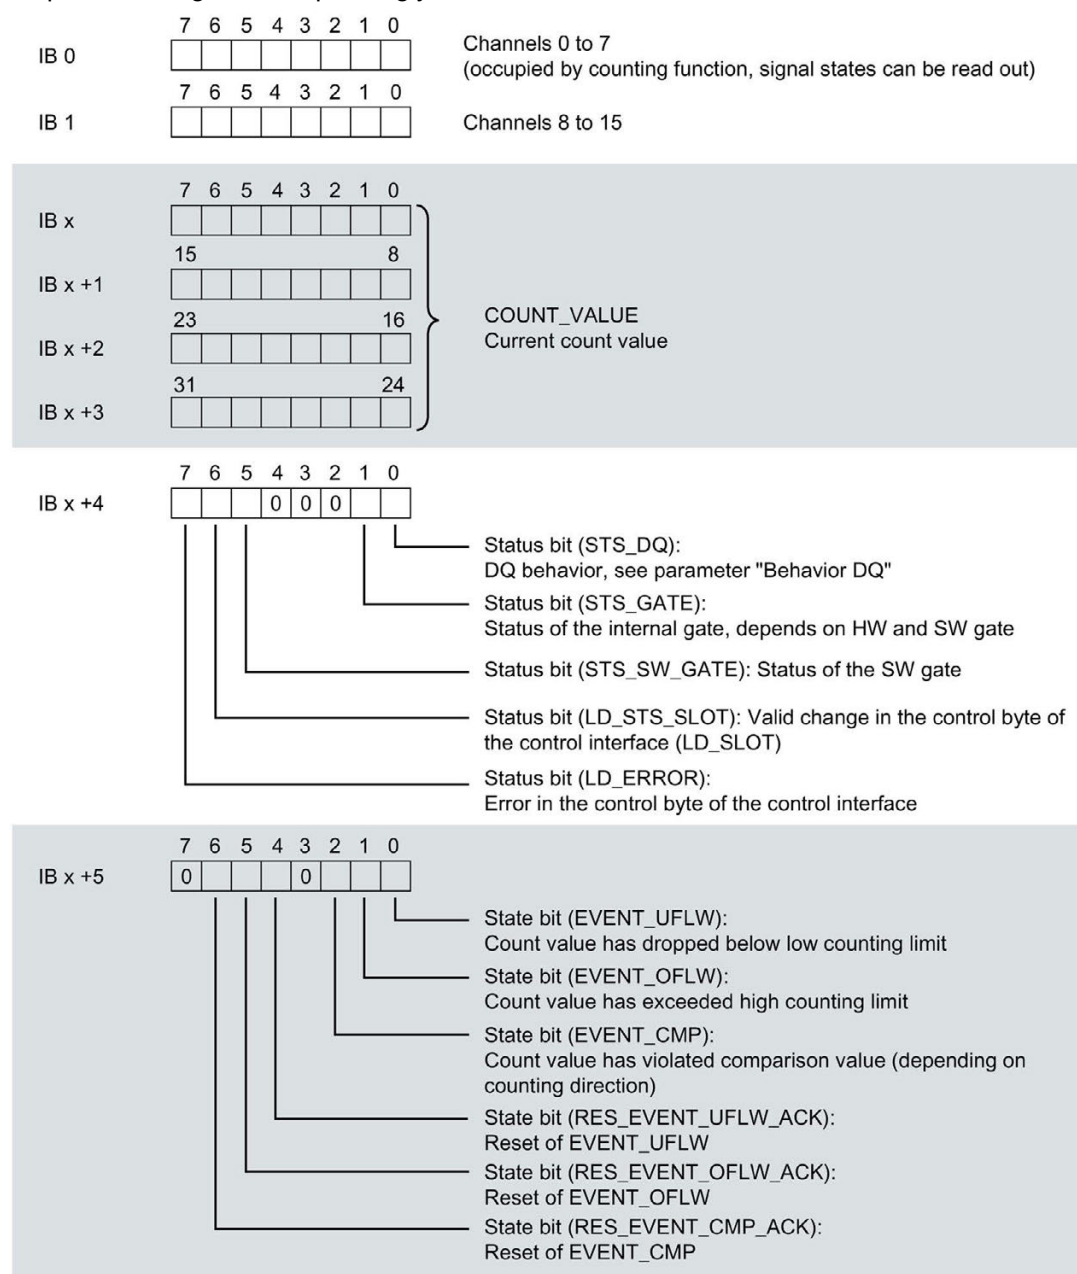 7 6 5 4 3 2 1 0
IB 0
Channels 0 to 7
(occupied by counting function, signal states can be read out)
7 6 5 4 3 2 1 0
IB 1
Channels 8 to 15
7 6 5 4 3 2 1 0
IB x
15 8
IB x +1
23 16
IB x +2
31 24
IB x +3
COUNT_VALUE
Current count value
7 6 5 4 3 2 1 0
IB x +4
0 0 0
Status bit (STS_DQ):
DQ behavior, see parameter "Behavior DQ"
Status bit (STS_GATE):
Status of the internal gate, depends on HW and SW gate
Status bit (STS_SW_GATE): Status of the SW gate
Status bit (LD_STS_SLOT): Valid change in the control byte of
the control interface (LD_SLOT)
Status bit (LD_ERROR):
Error in the control byte of the control interface
7 6 5 4 3 2 1 0
IB x +5
0 0
State bit (EVENT_UFLW):
Count value has dropped below low counting limit
State bit (EVENT_OFLW):
Count value has exceeded high counting limit
State bit (EVENT_CMP):
Count value has violated comparison value (depending on
counting direction)
State bit (RES_EVENT_UFLW_ACK):
Reset of EVENT_UFLW
State bit (RES_EVENT_OFLW_ACK):
Reset of EVENT_OFLW
State bit (RES_EVENT_CMP_ACK):
Reset of EVENT_CMP